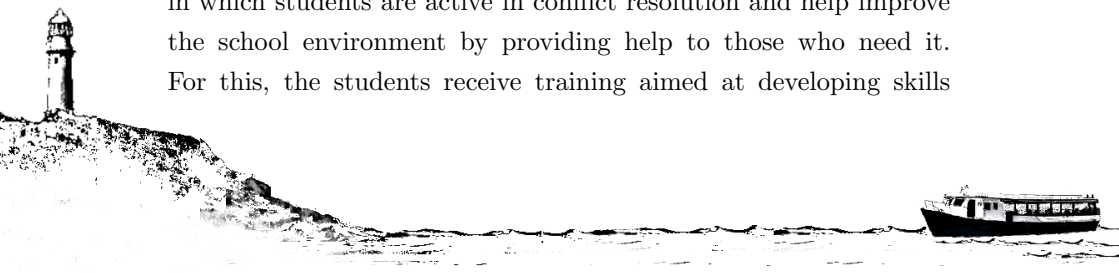 in which students are active in conflict resolution and help improve
the school environment by providing help to those who need it.
For this, the students receive training aimed at developing skills